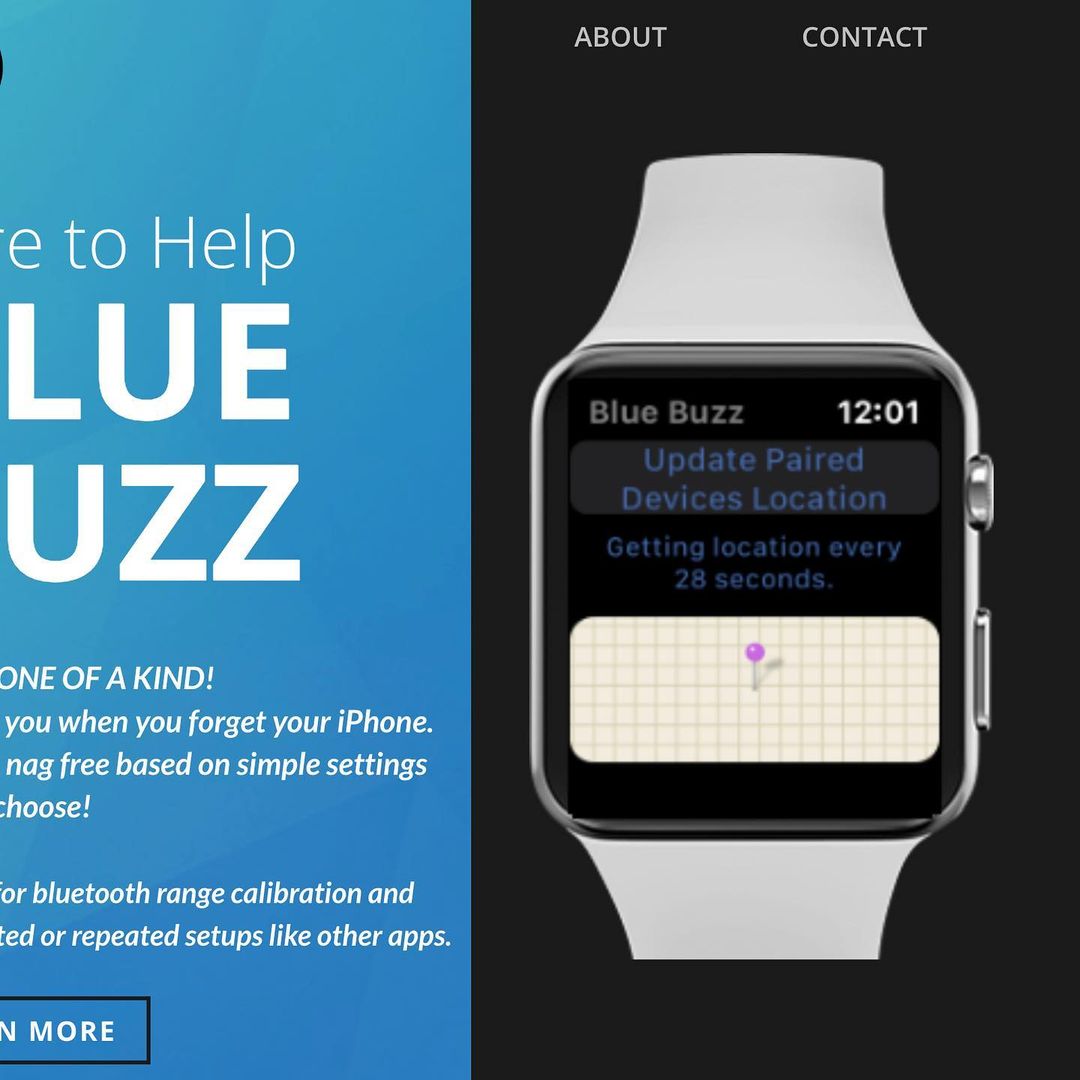 ABOUT CONTACT
re to Help
LUE
UZZ
ONE OF A KIND!
you when you forget your iPhone.
nag free based on simple settings
choose!
for bluetooth range calibration and
ted or repeated setups like other apps.
N MORE
Blue Buzz 12:01
Update Paired
Devices Location
Getting location every
28 seconds.